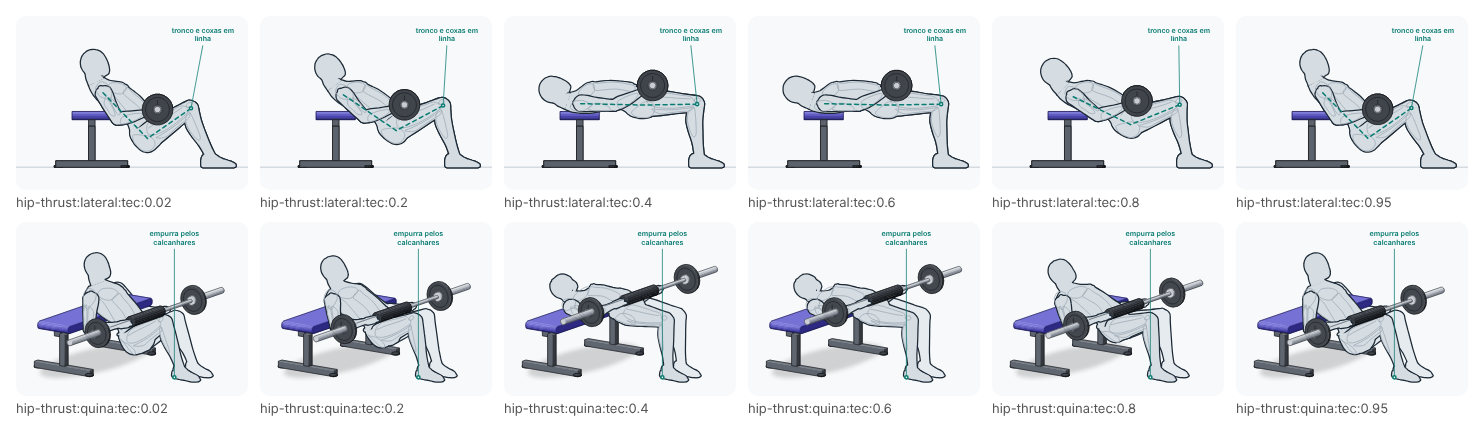 tronco e coxas em
linha
tronco e coxas em
linha
tronco e coxas em
linha
tronco e coxas em
linha
tronco e coxas em
linha
tronco e coxas em
linha
hip-thrust:lateral:tec:0.02
hip-thrust:lateral:tec:0.2
hip-thrust:lateral:tec:0.4
hip-thrust:lateral:tec:0.6
hip-thrust:lateral:tec:0.8
hip-thrust:lateral:tec:0.95
empurra pelos
calcanhares
empurra pelos
calcanhares
empurra pelos
calcanhares
empurra pelos
calcanhares
empurra pelos
calcanhares
empurra pelos
calcanhares
hip-thrust:quina:tec:0.02
hip-thrust:quina:tec:0.2
hip-thrust:quina:tec:0.4
hip-thrust:quina:tec:0.6
hip-thrust:quina:tec:0.8
hip-thrust:quina:tec:0.95